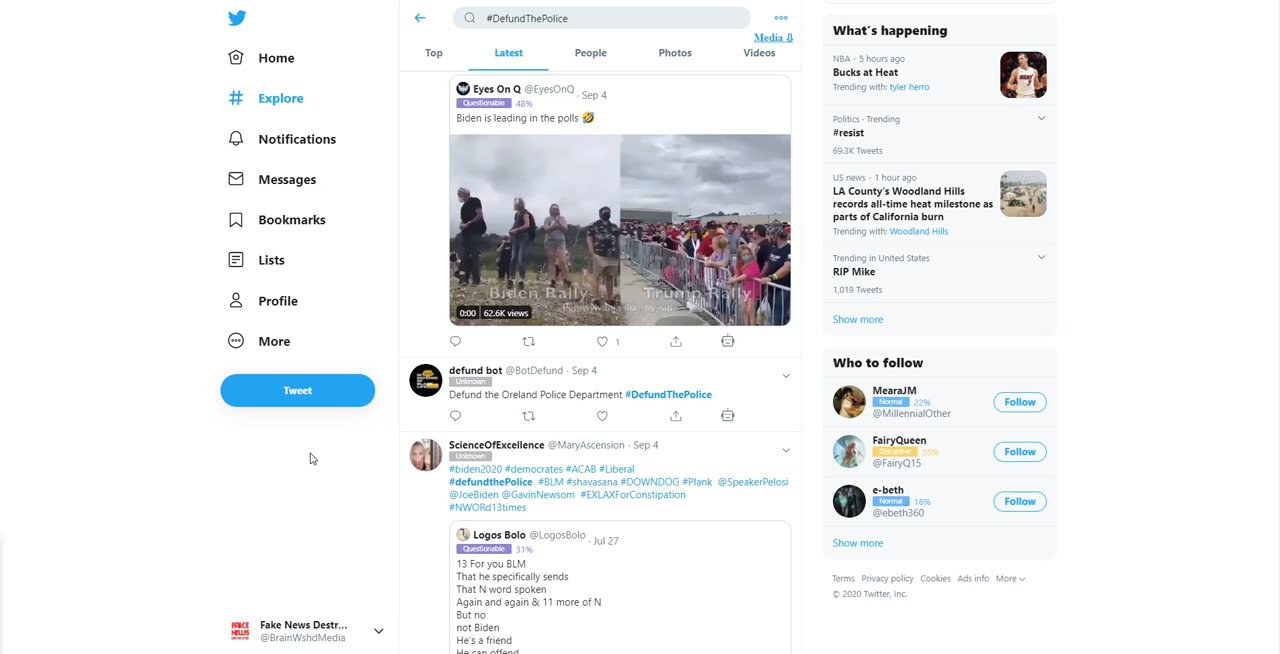 Home
Explore
Notifications
Messages
Bookmarks
Lists
Profile
More
Tweet
Fake News Destr...
@BrainWshdMedia
#DefundThePolice
Media ⇩
Top Latest People Photos Videos
Eyes On Q @EyesOnQ · Sep 4
Questionable 48%
Biden is leading in the polls 🤣
Biden Rally Trump Rally
Pennsylvania side-by-side
0:00 62.6K views
1
defund bot @BotDefund · Sep 4
Unknown
Defund the Oreland Police Department #DefundThePolice
ScienceOfExcellence @MaryAscension · Sep 4
Unknown
#biden2020 #democrates #ACAB #Liberal
#defundthePolice #BLM #shavasana #DOWNDOG #Plank @SpeakerPelosi
@JoeBiden @GavinNewsom #EXLAXForConstipation
#NWORd13times
Logos Bolo @LogosBolo · Jul 27
Questionable 31%
13 For you BLM
That he specifically sends
That N word spoken
Again and again & 11 more of N
But no
not Biden
He's a friend
He can offend
What's happening
NBA · 5 hours ago
Bucks at Heat
Trending with: tyler herro
Politics · Trending
#resist
69.3K Tweets
US news · 1 hour ago
LA County's Woodland Hills
records all-time heat milestone as
parts of California burn
Trending with: Woodland Hills
Trending in United States
RIP Mike
1,019 Tweets
Show more
Who to follow
MearaJM
Normal 22%
@MillennialOther
Follow
FairyQueen
Disruptive 55%
@FairyQ15
Follow
e-beth
Normal 16%
@ebeth360
Follow
Show more
Terms Privacy policy Cookies Ads info More
© 2020 Twitter, Inc.